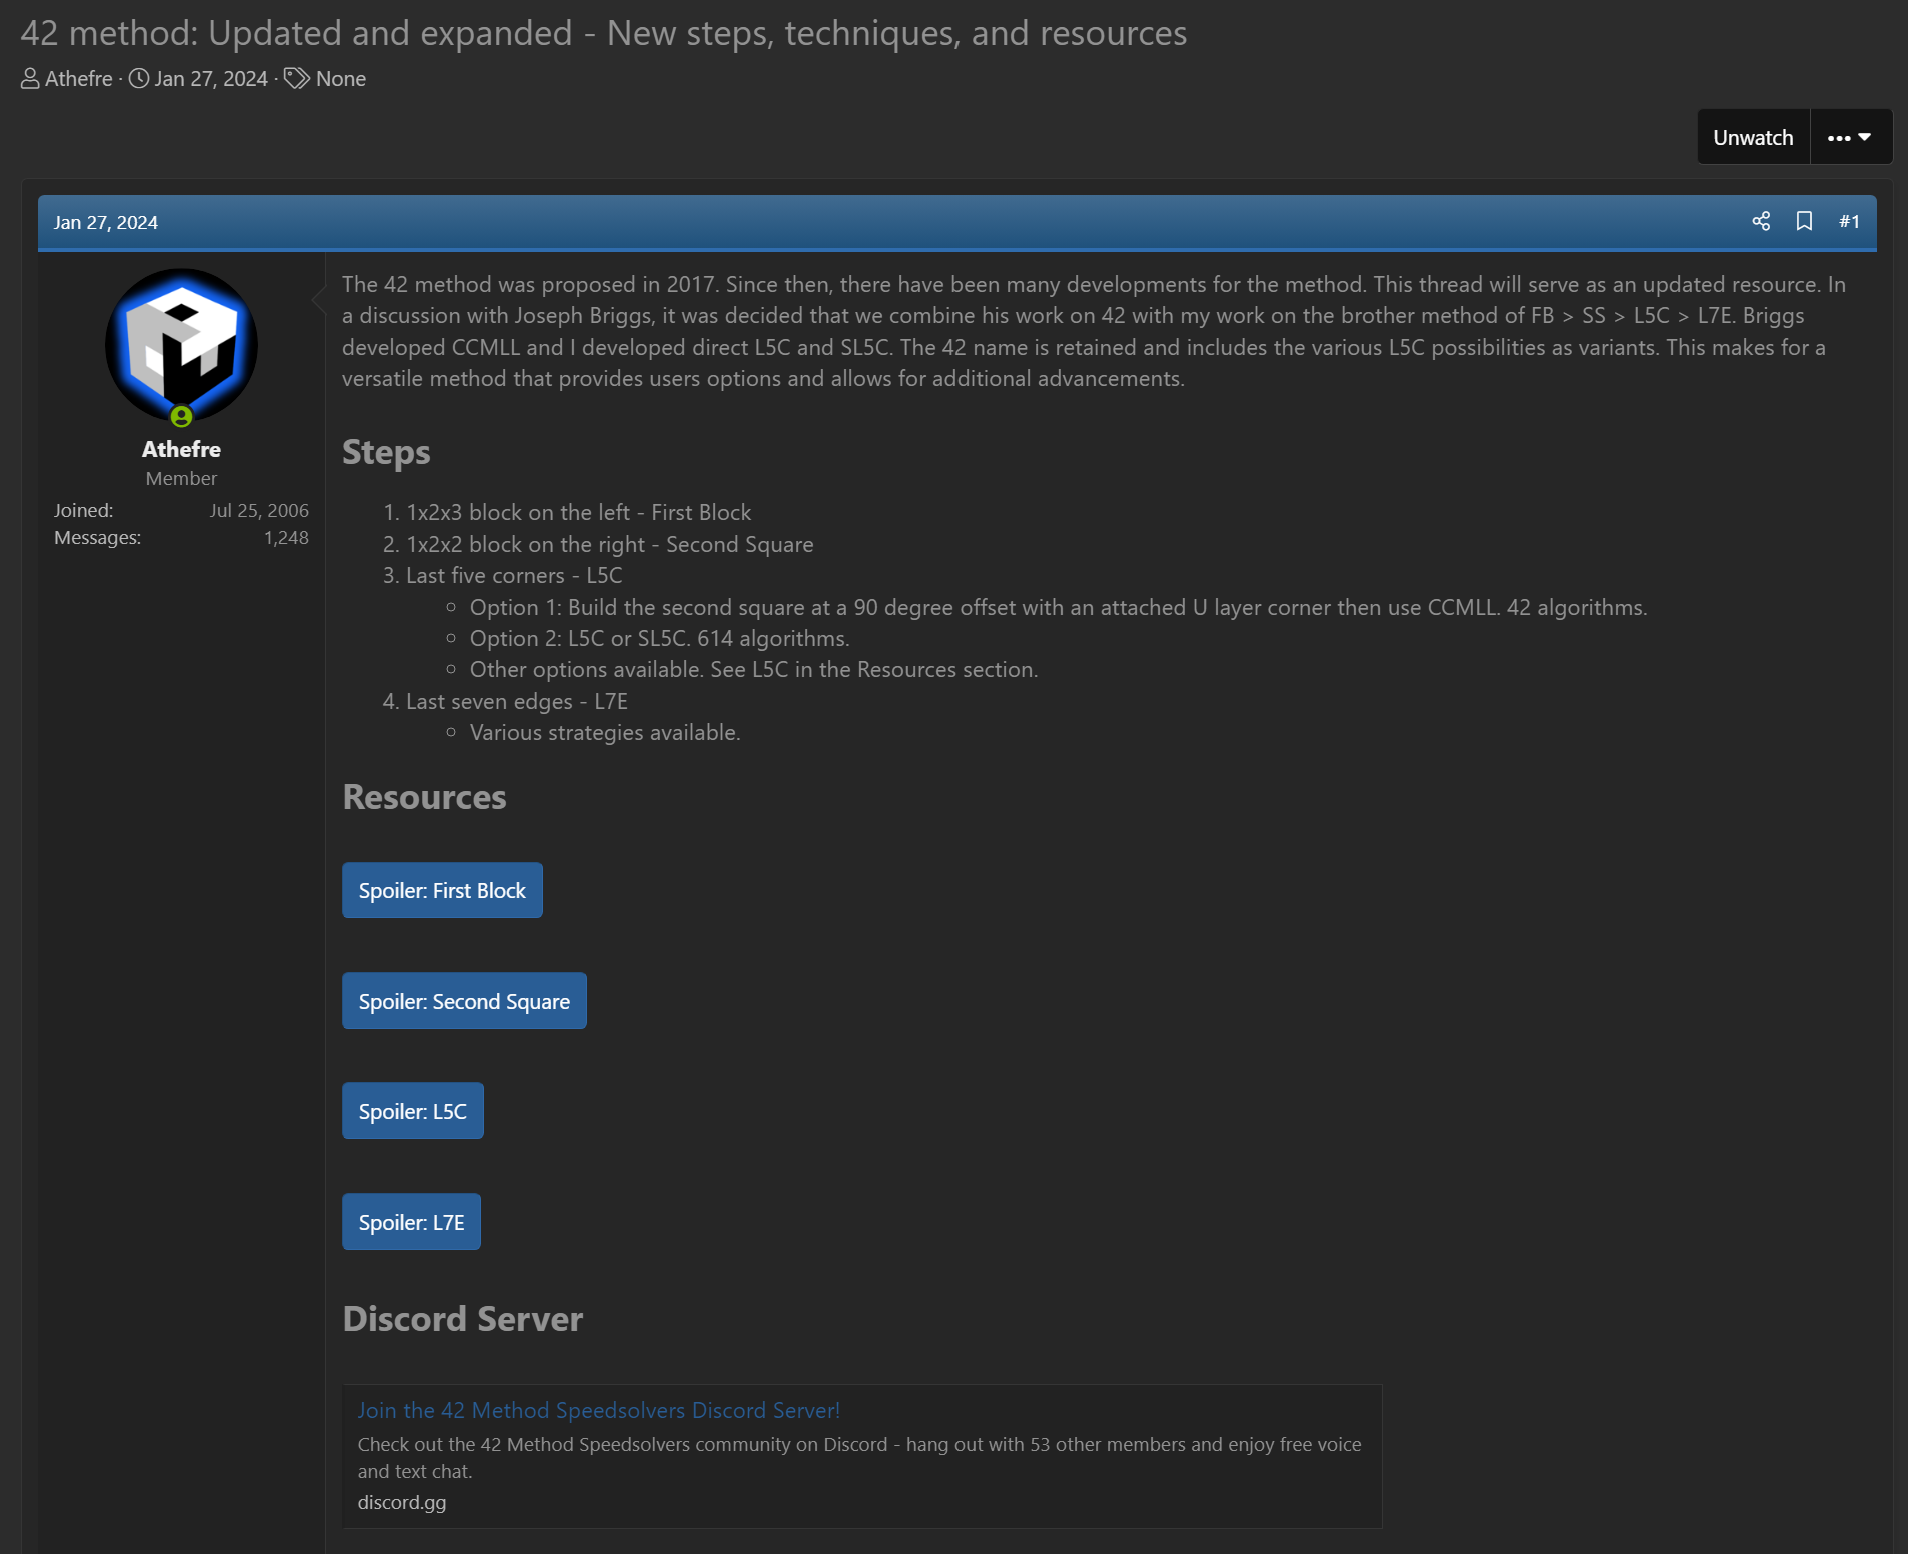 42 method: Updated and expanded - New steps, techniques, and resources
Athefre · Jan 27, 2024 · None
Unwatch
Jan 27, 2024
#1
Athefre
Member
Joined: Jul 25, 2006
Messages: 1,248
The 42 method was proposed in 2017. Since then, there have been many developments for the method. This thread will serve as an updated resource. In
a discussion with Joseph Briggs, it was decided that we combine his work on 42 with my work on the brother method of FB > SS > L5C > L7E. Briggs
developed CCMLL and I developed direct L5C and SL5C. The 42 name is retained and includes the various L5C possibilities as variants. This makes for a
versatile method that provides users options and allows for additional advancements.
Steps
1. 1x2x3 block on the left - First Block
2. 1x2x2 block on the right - Second Square
3. Last five corners - L5C
Option 1: Build the second square at a 90 degree offset with an attached U layer corner then use CCMLL. 42 algorithms.
Option 2: L5C or SL5C. 614 algorithms.
Other options available. See L5C in the Resources section.
4. Last seven edges - L7E
Various strategies available.
Resources
Spoiler: First Block
Spoiler: Second Square
Spoiler: L5C
Spoiler: L7E
Discord Server
Join the 42 Method Speedsolvers Discord Server!
Check out the 42 Method Speedsolvers community on Discord - hang out with 53 other members and enjoy free voice
and text chat.
discord.gg